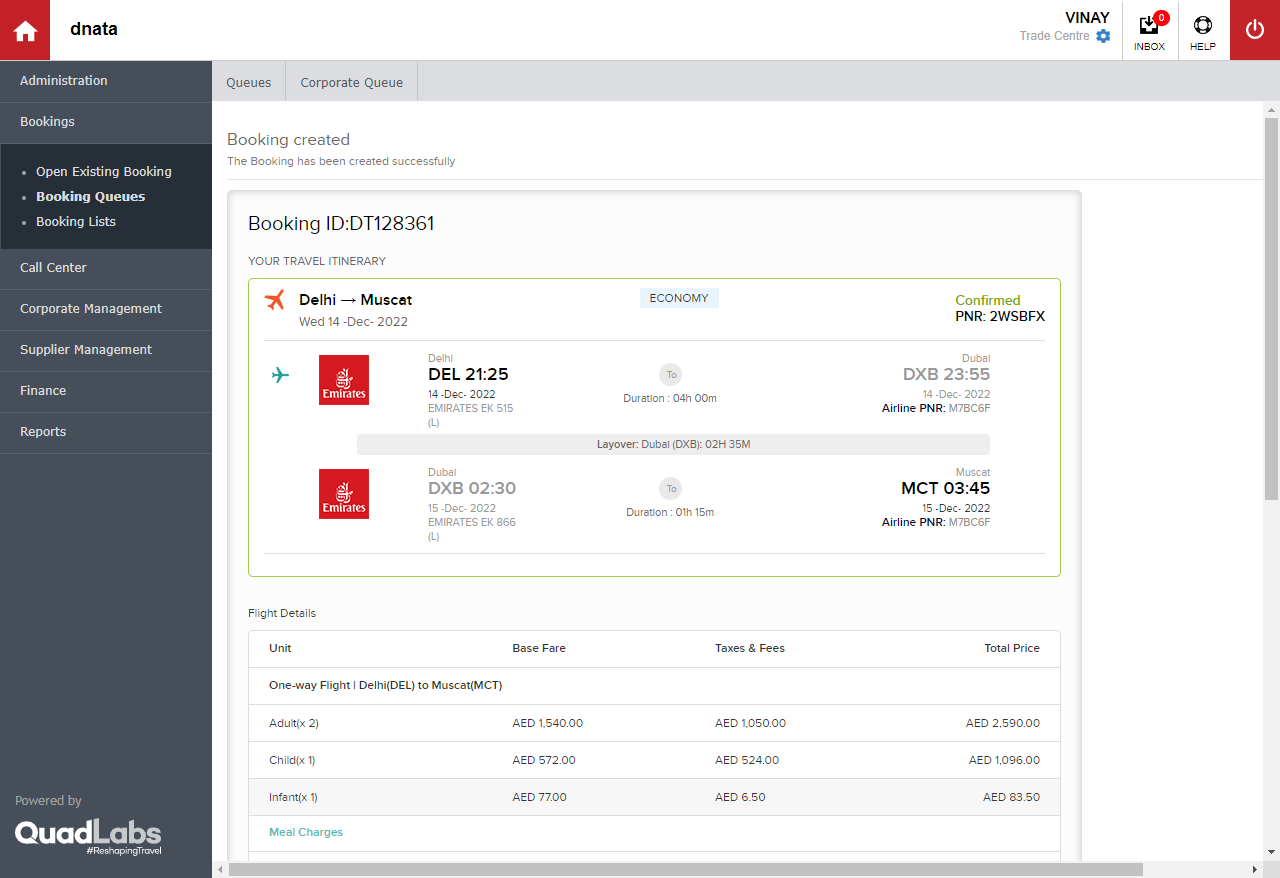 dnata
VINAY
Trade Centre
0
INBOX
HELP
Administration
Bookings
Open Existing Booking
Booking Queues
Booking Lists
Call Center
Corporate Management
Supplier Management
Finance
Reports
Powered by
QuadLabs
#ReshapingTravel
Queues
Corporate Queue
Booking created
The Booking has been created successfully
Booking ID:DT128361
YOUR TRAVEL ITINERARY
Delhi → Muscat
Wed 14 -Dec- 2022
ECONOMY
Confirmed
PNR: 2WSBFX
Emirates
Delhi
DEL 21:25
14 -Dec- 2022
EMIRATES EK 515
(L)
To
Duration : 04h 00m
Dubai
DXB 23:55
14 -Dec- 2022
Airline PNR: M7BC6F
Layover: Dubai (DXB): 02H 35M
Emirates
Dubai
DXB 02:30
15 -Dec- 2022
EMIRATES EK 866
(L)
To
Duration : 01h 15m
Muscat
MCT 03:45
15 -Dec- 2022
Airline PNR: M7BC6F
Flight Details
Unit Base Fare Taxes & Fees Total Price
One-way Flight | Delhi(DEL) to Muscat(MCT)
Adult(x 2) AED 1,540.00 AED 1,050.00 AED 2,590.00
Child(x 1) AED 572.00 AED 524.00 AED 1,096.00
Infant(x 1) AED 77.00 AED 6.50 AED 83.50
Meal Charges